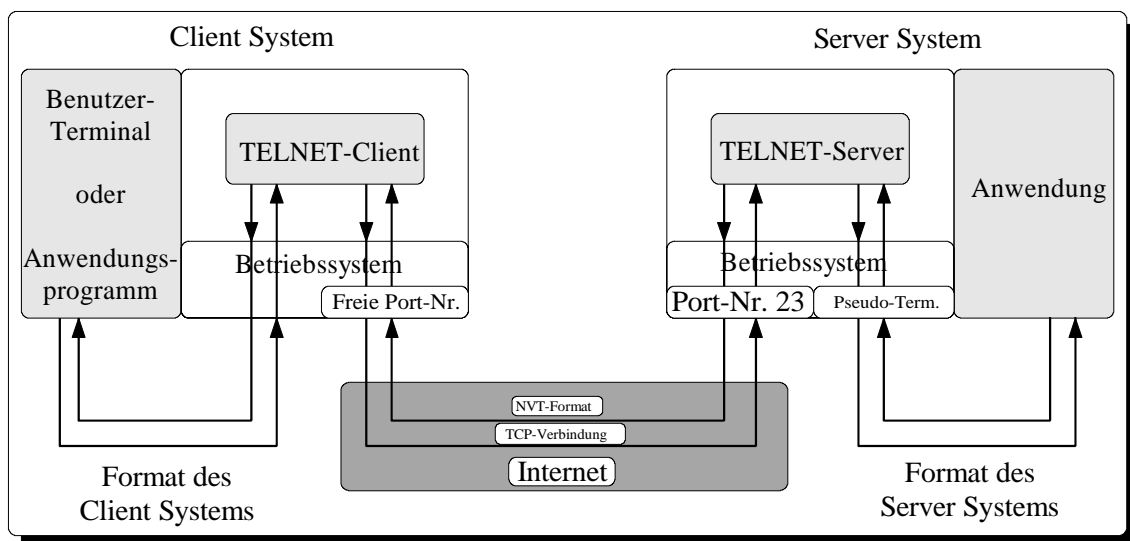 Client System
Server System
Benutzer-
Terminal
oder
Anwendungs-
programm
TELNET-Client
Betriebssystem
Freie Port-Nr.
TELNET-Server
Anwendung
Betriebssystem
Port-Nr. 23
Pseudo-Term.
NVT-Format
TCP-Verbindung
Internet
Format des
Client Systems
Format des
Server Systems